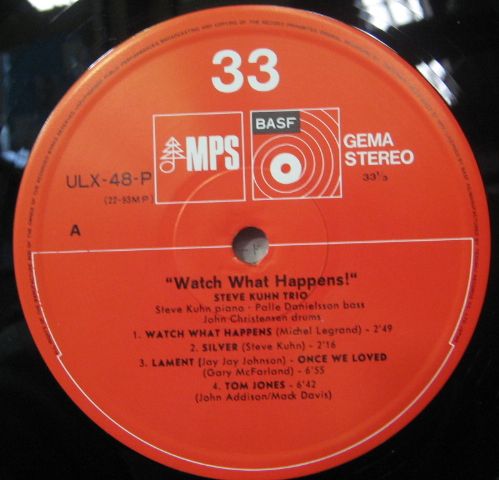 33
MPS
BASF
GEMA
STEREO
33⅓
ULX-48-P
(22-93M P)
A
"Watch What Happens!"
STEVE KUHN TRIO
Steve Kuhn piano - Palle Danielsson bass
John Christensen drums
1. WATCH WHAT HAPPENS (Michel Legrand) - 2'49
2. SILVER (Steve Kuhn) - 2'16
3. LAMENT (Jay Jay Johnson) - ONCE WE LOVED
(Gary McFarland) - 6'55
4. TOM JONES - 6'42
(John Addison/Mack Davis)